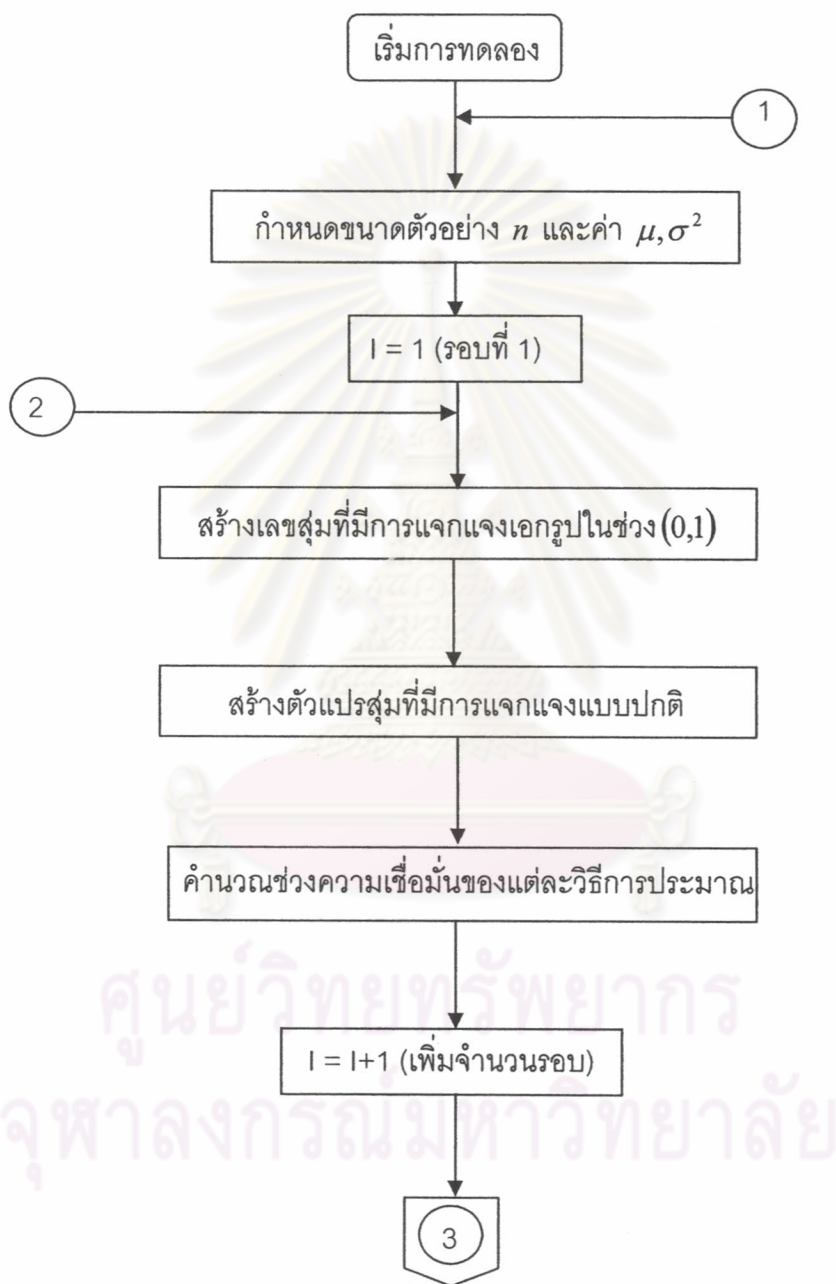 เริ่มการทดลอง
1
กำหนดขนาดตัวอย่าง n และค่า μ,σ²
I = 1 (รอบที่ 1)
2
สร้างเลขสุ่มที่มีการแจกแจงเอกรูปในช่วง(0,1)
สร้างตัวแปรสุ่มที่มีการแจกแจงแบบปกติ
คำนวณช่วงความเชื่อมั่นของแต่ละวิธีการประมาณ
ศูนย์วิทยทรัพยากร
I = I+1 (เพิ่มจำนวนรอบ)
จุฬาลงกรณ์มหาวิทยาลัย
3